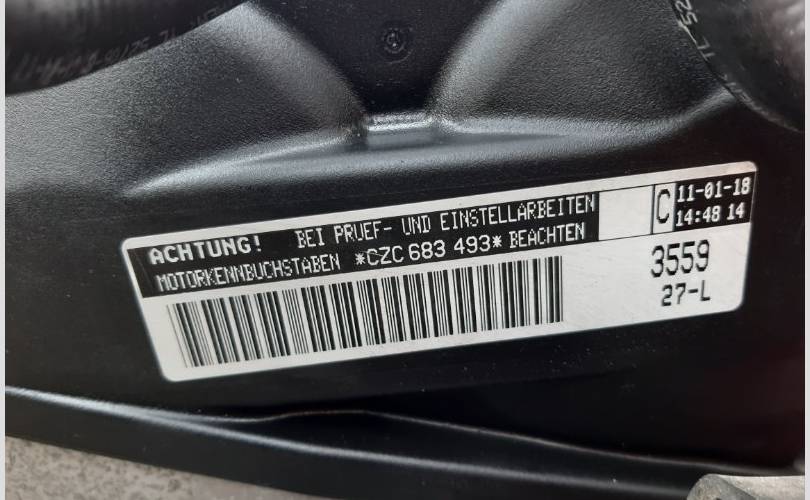 ACHTUNG! BEI PRUEF- UND EINSTELLARBEITEN
MOTORKENNBUCHSTABEN *CZC 683 493* BEACHTEN
C
11-01-18
14:48 14
3559
27-L